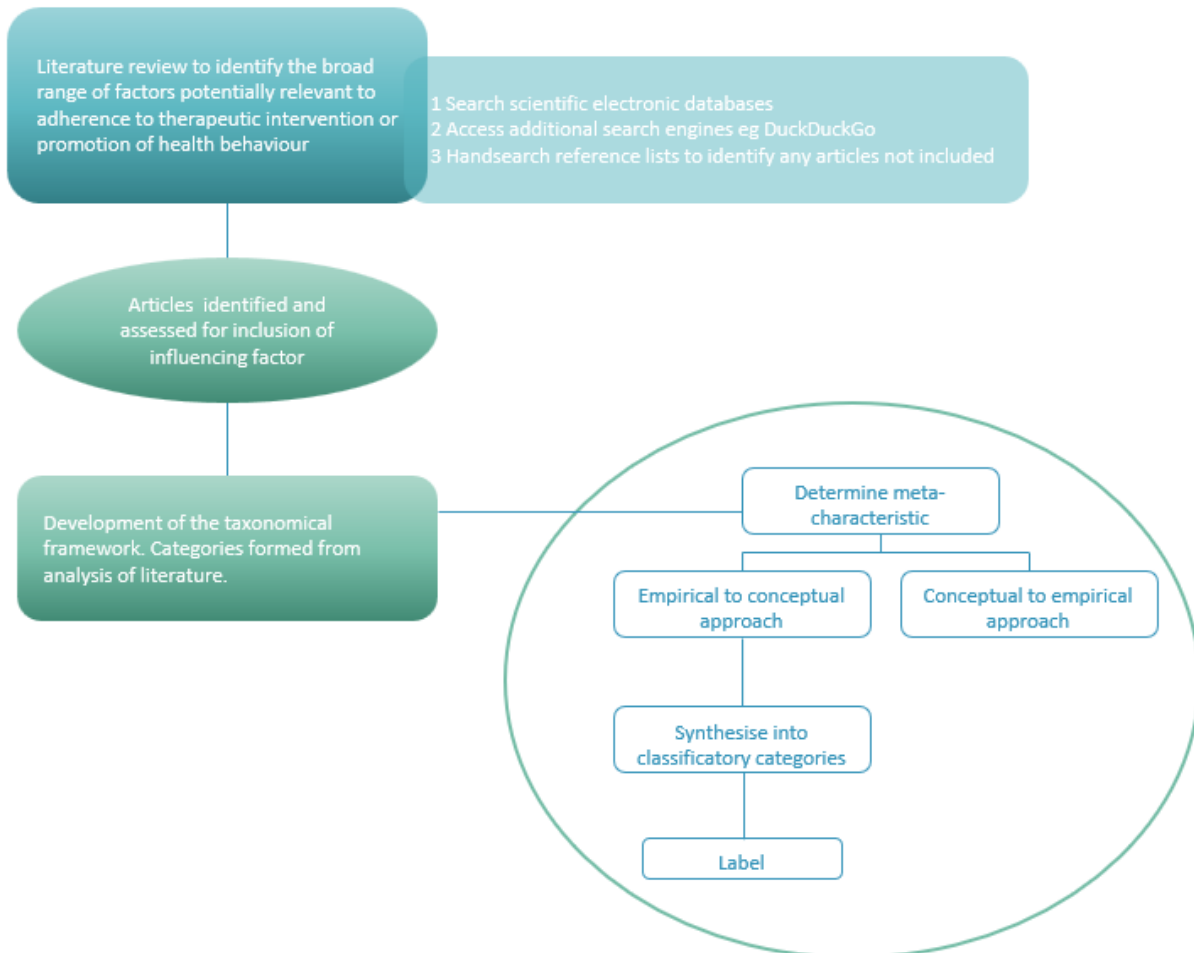 Literature review to identify the broad
range of factors potentially relevant to
adherence to therapeutic intervention or
promotion of health behaviour
1 Search scientific electronic databases
2 Access additional search engines eg DuckDuckGo
3 Handsearch reference lists to identify any articles not included
Articles identified and
assessed for inclusion of
influencing factor
Development of the taxonomical
framework. Categories formed from
analysis of literature.
Determine meta-
characteristic
Empirical to conceptual
approach
Conceptual to empirical
approach
Synthesise into
classificatory categories
Label